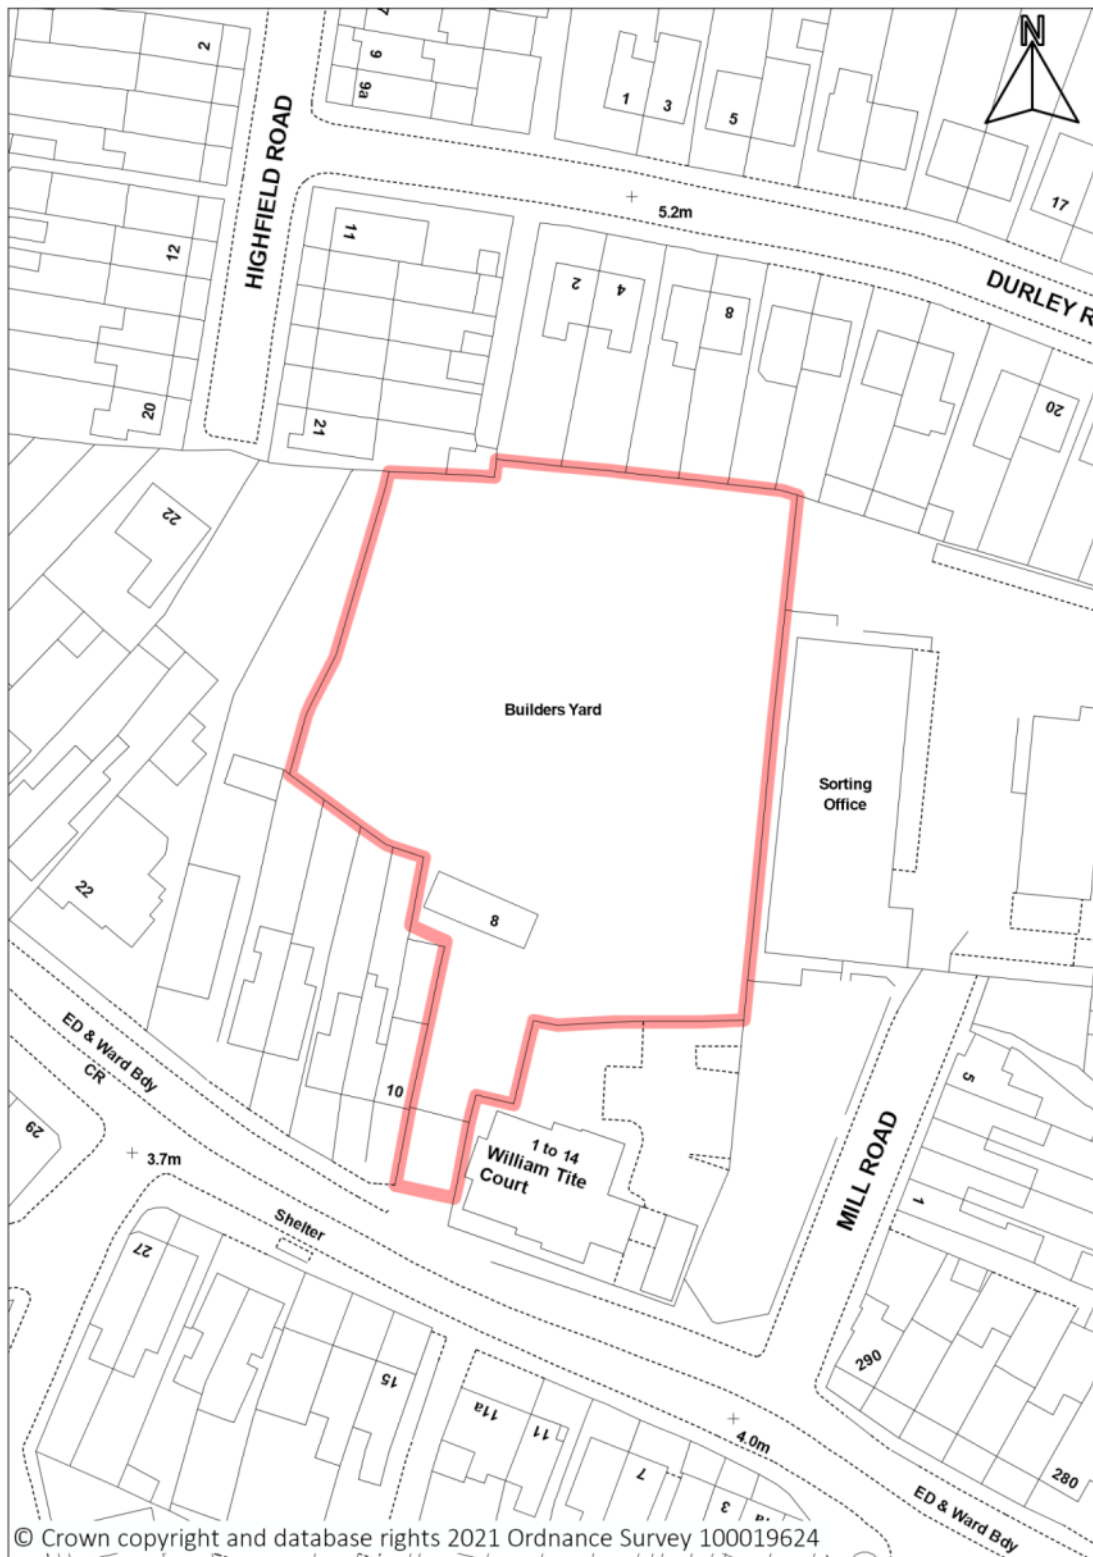 N
2
7
9
9a
1
3
5
17
HIGHFIELD ROAD
5.2m
12
11
DURLEY R
2
4
8
20
20
21
22
Builders Yard
Sorting
Office
22
8
ED & Ward Bdy
CR
10
29
3.7m
1 to 14
William Tite
Court
5
1
MILL ROAD
Shelter
27
15
11a
11
290
4.0m
7
3
280
ED & Ward Bdy
© Crown copyright and database rights 2021 Ordnance Survey 100019624